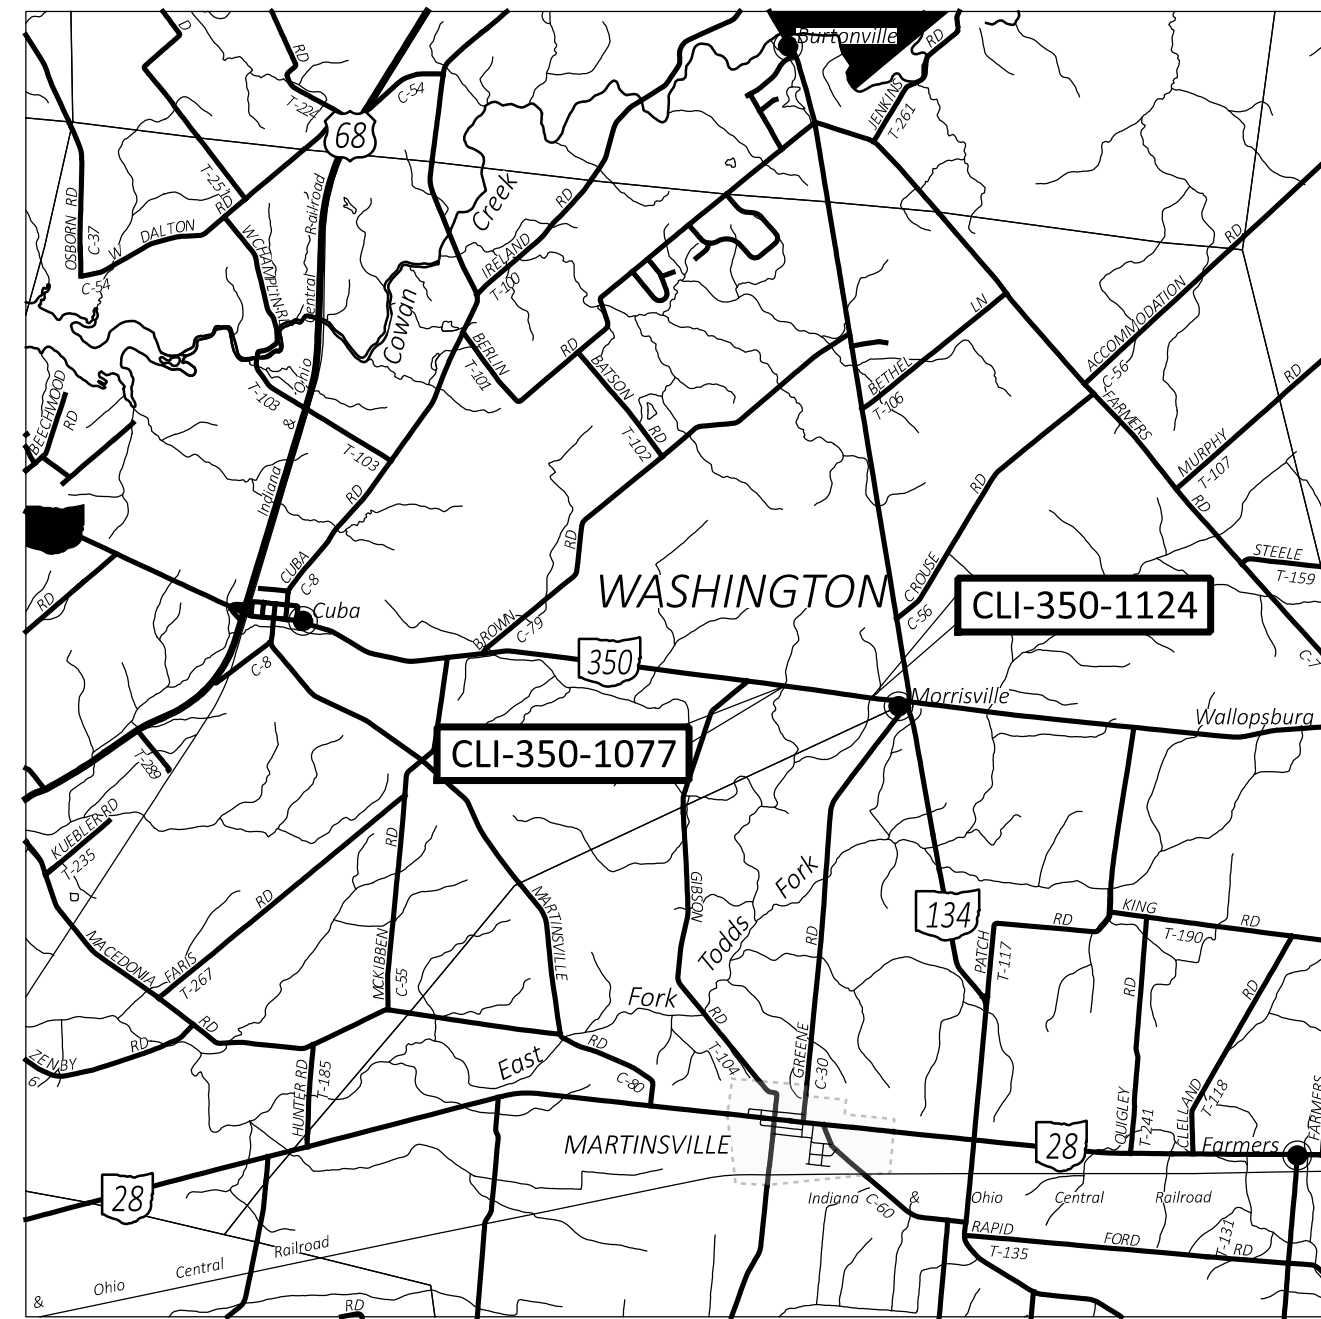 D
RD
Burtonville
RD
T-224
C-54
JENKINS
T-261
68
T-251
RD
OSBORN RD
C-37
W DALTON
C-54
W CHAMPLIN RD
Central Railroad
Creek
RD
IRELAND
T-100
Cowan
RD
ACCOMMODATION
LN
BETHEL
T-106
C-56
BERLIN
T-101
RD
BATSON
RD
T-102
FARMERS
RD
MURPHY
T-107
RD
BEECHWOOD
RD
T-103
& Ohio
T-103
RD
Indiana
RD
RD
STEELE
T-159
CUBA
C-8
Cuba
RD
WASHINGTON
CROUSE
C-56
CLI-350-1124
BROWN
C-79
350
C-8
C-7
Morrisville
Wallopsburg
CLI-350-1077
T-289
KUEBLER RD
T-235
RD
RD
GIBSON
Fork
Todds
134
MARTINSVILLE
RD
KING
RD
RD
T-190
PATCH
T-117
MACEDONIA
FARIS
T-267
MCKIBBEN
C-55
RD
RD
Fork
RD
RD
RD
ZENBY
61
East
RD
C-80
T-104
GREENE
C-30
HUNTER RD
T-185
QUIGLEY
T-241
CLELLAND
T-118
FARMERS
MARTINSVILLE
28
Farmers
28
Indiana & Ohio Central Railroad
C-60
RAPID FORD RD
T-135
T-131
& Ohio Central Railroad
RD